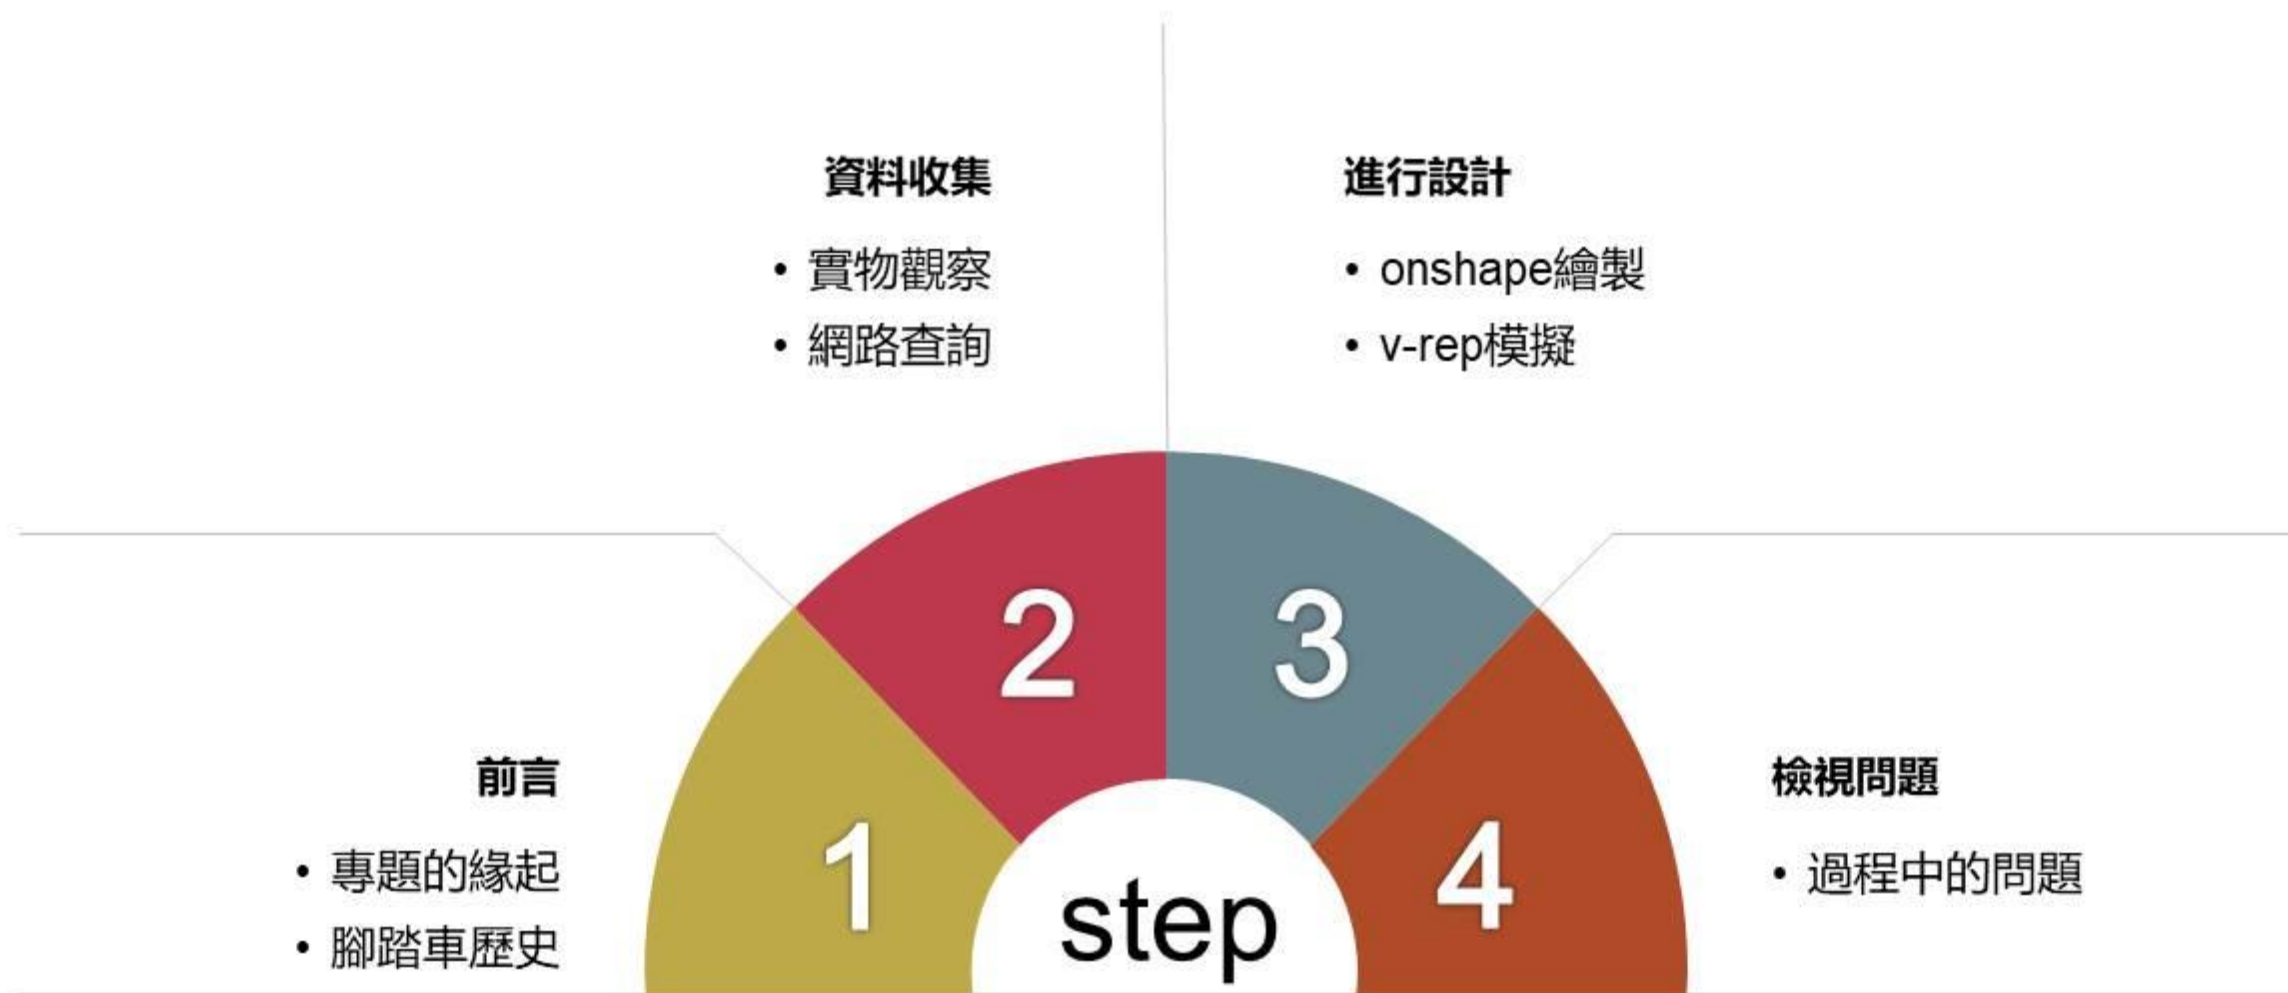 資料收集
• 實物觀察
• 網路查詢
進行設計
• onshape繪製
• v-rep模擬
2
3
前言
• 專題的緣起
• 腳踏車歷史
1
step
4
檢視問題
• 過程中的問題